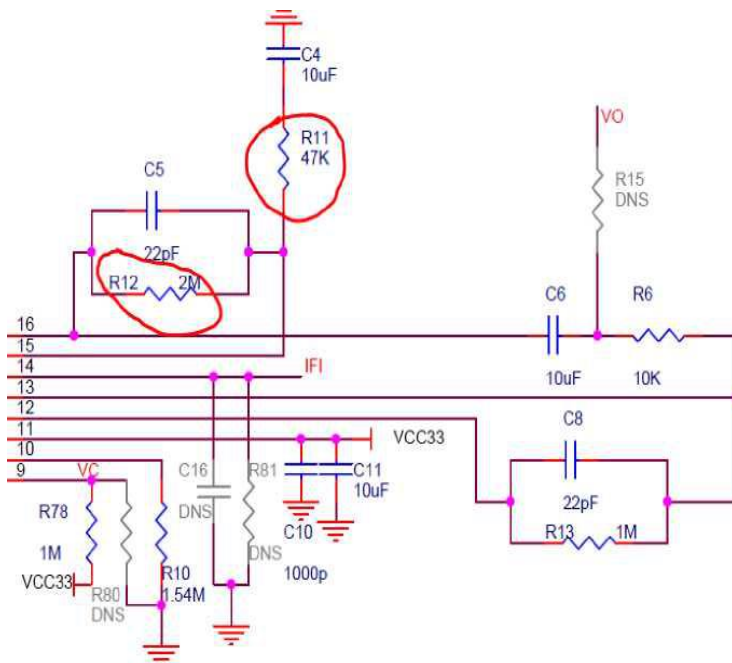 C4
10uF
R11
47K
VO
C5
R15
DNS
22pF
R12
2M
C6
R6
16
15
14
IFI
10uF
10K
13
12
C8
11
VCC33
10
9
VC
C16
R81
C11
10uF
22pF
R78
DNS
C10
R13
1M
1M
DNS
1000p
VCC33
R10
1.54M
R80
DNS